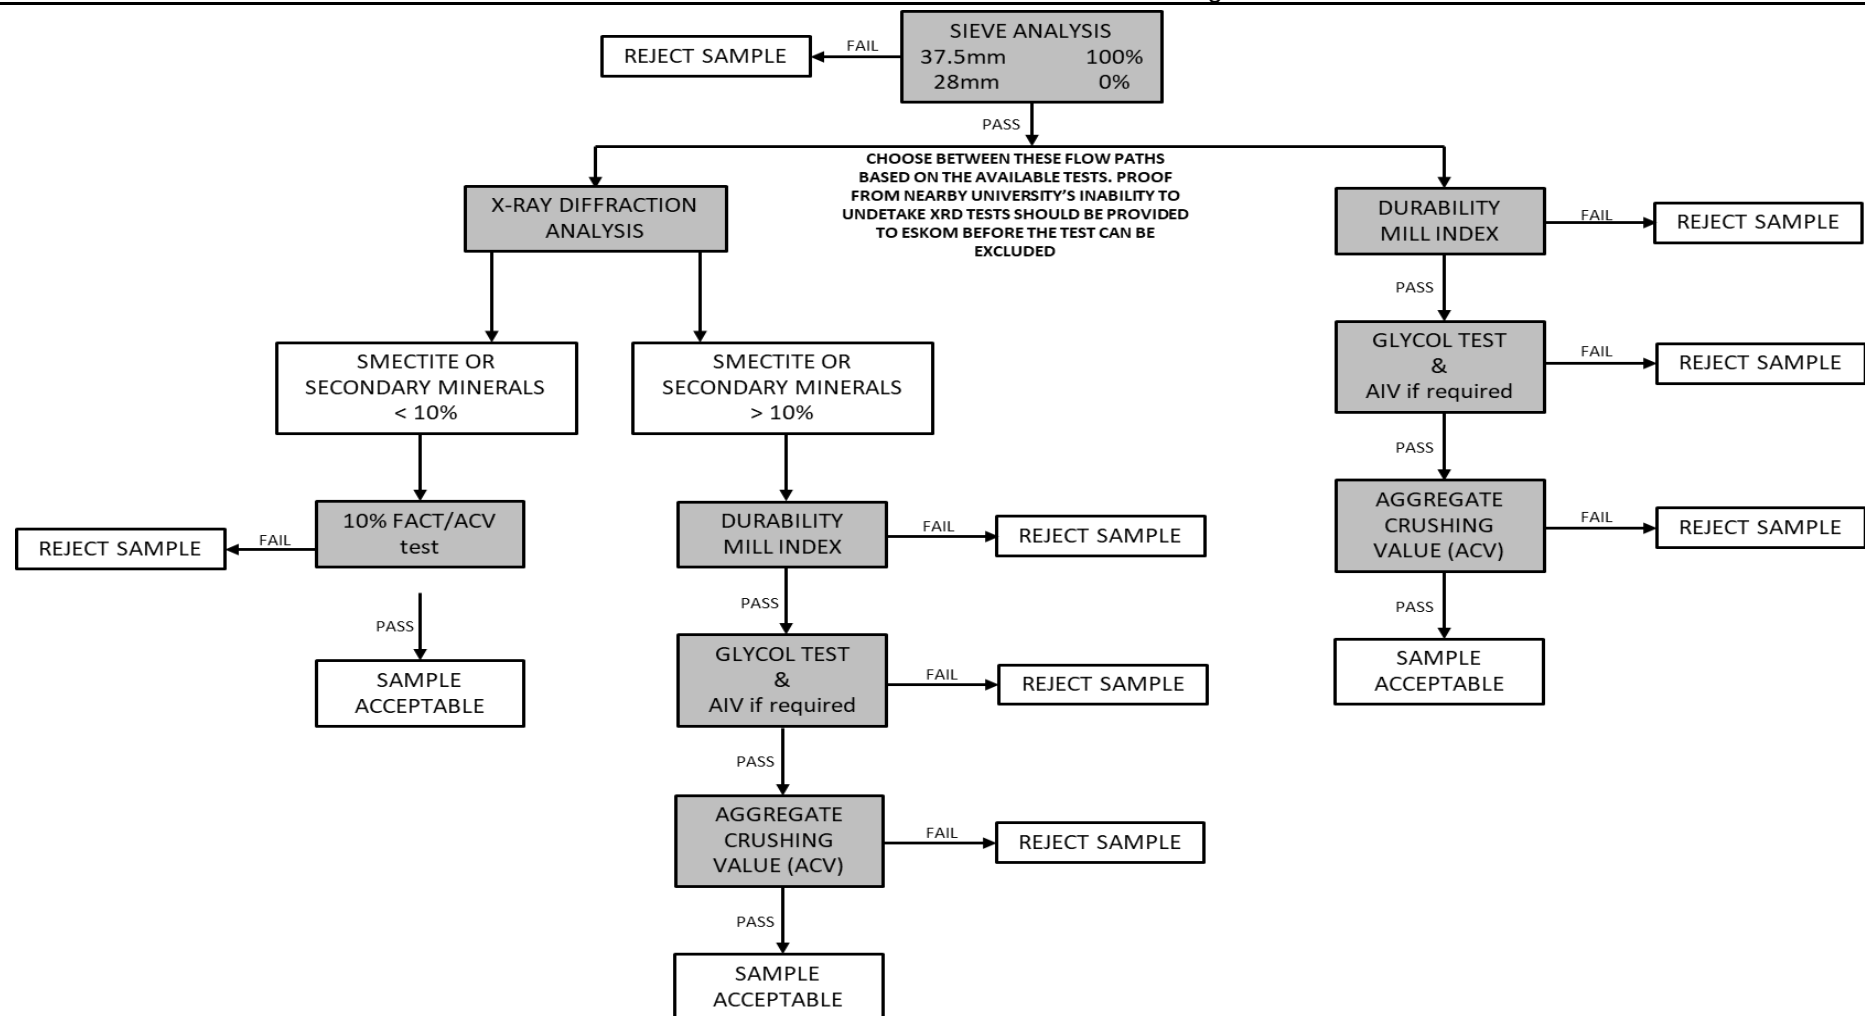 SIEVE ANALYSIS
37.5mm 100%
28mm 0%
FAIL
REJECT SAMPLE
PASS
CHOOSE BETWEEN THESE FLOW PATHS
BASED ON THE AVAILABLE TESTS. PROOF
FROM NEARBY UNIVERSITY'S INABILITY TO
UNDETAKE XRD TESTS SHOULD BE PROVIDED
TO ESKOM BEFORE THE TEST CAN BE
EXCLUDED
X-RAY DIFFRACTION
ANALYSIS
SMECTITE OR
SECONDARY MINERALS
< 10%
10% FACT/ACV
test
FAIL
REJECT SAMPLE
PASS
SAMPLE
ACCEPTABLE
SMECTITE OR
SECONDARY MINERALS
> 10%
DURABILITY
MILL INDEX
FAIL
REJECT SAMPLE
PASS
GLYCOL TEST
&
AIV if required
FAIL
REJECT SAMPLE
PASS
AGGREGATE
CRUSHING
VALUE (ACV)
FAIL
REJECT SAMPLE
PASS
SAMPLE
ACCEPTABLE
DURABILITY
MILL INDEX
FAIL
REJECT SAMPLE
PASS
GLYCOL TEST
&
AIV if required
FAIL
REJECT SAMPLE
PASS
AGGREGATE
CRUSHING
VALUE (ACV)
FAIL
REJECT SAMPLE
PASS
SAMPLE
ACCEPTABLE